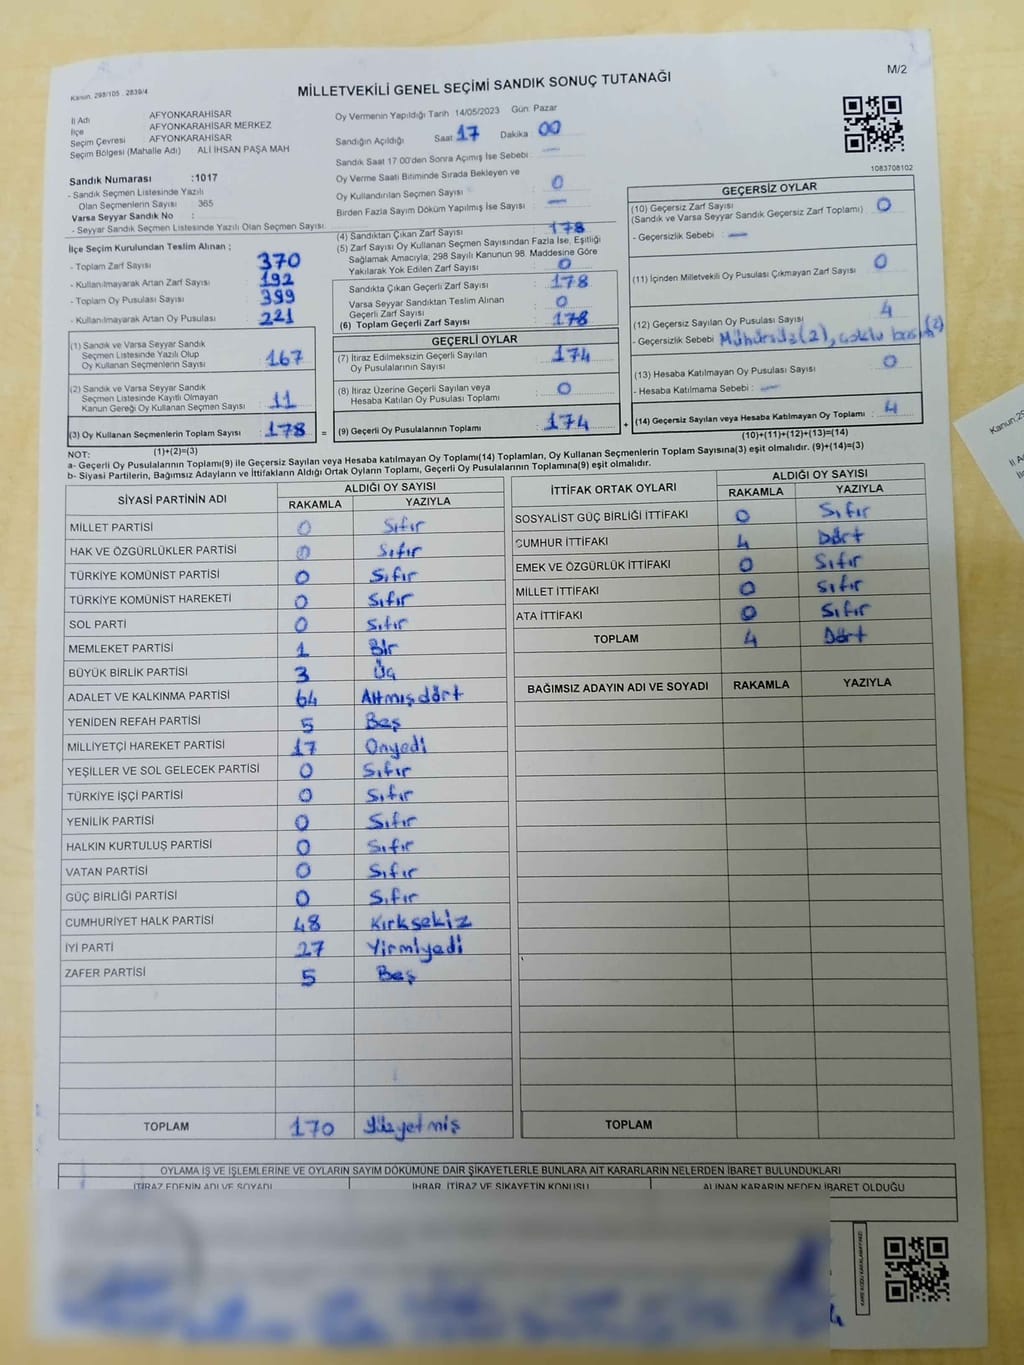 Kanun, 298/105 . 2839/4
MİLLETVEKİLİ GENEL SEÇİMİ SANDIK SONUÇ TUTANAĞI
M/2
İl Adı AFYONKARAHİSAR
İlçe AFYONKARAHİSAR MERKEZ
Seçim Çevresi AFYONKARAHİSAR
Seçim Bölgesi (Mahalle Adı) ALİ İHSAN PAŞA MAH
Sandık Numarası :1017
- Sandık Seçmen Listesinde Yazılı
Olan Seçmenlerin Sayısı : 365
Varsa Seyyar Sandık No :
- Seyyar Sandık Seçmen Listesinde Yazılı Olan Seçmen Sayısı
İlçe Seçim Kurulundan Teslim Alınan ;
- Toplam Zarf Sayısı 370
- Kullanılmayarak Artan Zarf Sayısı 192
- Toplam Oy Pusulası Sayısı 399
- Kullanılmayarak Artan Oy Pusulası 221
(1) Sandık ve Varsa Seyyar Sandık
Seçmen Listesinde Yazılı Olup
Oy Kullanan Seçmenlerin Sayısı 167
(2) Sandık ve Varsa Seyyar Sandık
Seçmen Listesinde Kayıtlı Olmayan
Kanun Gereği Oy Kullanan Seçmen Sayısı 11
(3) Oy Kullanan Seçmenlerin Toplam Sayısı 178 =
(1)+(2)=(3)
Oy Vermenin Yapıldığı Tarih 14/05/2023 Gün: Pazar
Sandığın Açıldığı Saat 17 Dakika 00
Sandık Saat 17 00'den Sonra Açımış İse Sebebi —
Oy Verme Saati Bitiminde Sırada Bekleyen ve
Oy Kullandırılan Seçmen Sayısı 0
Birden Fazla Sayım Döküm Yapılmış İse Sayısı —
(4) Sandıktan Çıkan Zarf Sayısı 178
(5) Zarf Sayısı Oy Kullanan Seçmen Sayısından Fazla İse, Eşitliği
Sağlamak Amacıyla; 298 Sayılı Kanunun 98. Maddesine Göre
Yakılarak Yok Edilen Zarf Sayısı 0
Sandıkta Çıkan Geçerli Zarf Sayısı 178
Varsa Seyyar Sandıktan Teslim Alınan
Geçerli Zarf Sayısı 0
(6) Toplam Geçerli Zarf Sayısı 178
GEÇERLİ OYLAR
(7) İtiraz Edilmeksizin Geçerli Sayılan
Oy Pusulalarının Sayısı 174
(8) İtiraz Üzerine Geçerli Sayılan veya
Hesaba Katılan Oy Pusulası Toplamı 0
(9) Geçerli Oy Pusulalarının Toplamı 174 +
1083708102
GEÇERSİZ OYLAR
(10) Geçersiz Zarf Sayısı 0
(Sandık ve Varsa Seyyar Sandık Geçersiz Zarf Toplamı)
- Geçersizlik Sebebi : —
(11) İçinden Milletvekili Oy Pusulası Çıkmayan Zarf Sayısı 0
(12) Geçersiz Sayılan Oy Pusulası Sayısı 4
- Geçersizlik Sebebi Mühürsüz(2), çoklu bası(2)
(13) Hesaba Katılmayan Oy Pusulası Sayısı 0
- Hesaba Katılmama Sebebi : —
(14) Geçersiz Sayılan veya Hesaba Katılmayan Oy Toplamı 4
(10)+(11)+(12)+(13)=(14)
NOT:
a- Geçerli Oy Pusulalarının Toplamı(9) ile Geçersiz Sayılan veya Hesaba katılmayan Oy Toplamı(14) Toplamları, Oy Kullanan Seçmenlerin Toplam Sayısına(3) eşit olmalıdır. (9)+(14)=(3)
b- Siyasi Partilerin, Bağımsız Adayların ve İttifakların Aldığı Ortak Oyların Toplamı, Geçerli Oy Pusulalarının Toplamına(9) eşit olmalıdır.
SİYASİ PARTİNİN ADI ALDIĞI OY SAYISI
RAKAMLA YAZIYLA
MİLLET PARTİSİ 0 Sıfır
HAK VE ÖZGÜRLÜKLER PARTİSİ 0 Sıfır
TÜRKİYE KOMÜNİST PARTİSİ 0 Sıfır
TÜRKİYE KOMÜNİST HAREKETİ 0 Sıfır
SOL PARTİ 0 Sıfır
MEMLEKET PARTİSİ 1 Bir
BÜYÜK BİRLİK PARTİSİ 3 Üç
ADALET VE KALKINMA PARTİSİ 64 Altmışdört
YENİDEN REFAH PARTİSİ 5 Beş
MİLLİYETÇİ HAREKET PARTİSİ 17 Onyedi
YEŞİLLER VE SOL GELECEK PARTİSİ 0 Sıfır
TÜRKİYE İŞÇİ PARTİSİ 0 Sıfır
YENİLİK PARTİSİ 0 Sıfır
HALKIN KURTULUŞ PARTİSİ 0 Sıfır
VATAN PARTİSİ 0 Sıfır
GÜÇ BİRLİĞİ PARTİSİ 0 Sıfır
CUMHURİYET HALK PARTİSİ 48 Kırksekiz
İYİ PARTİ 27 Yirmiyedi
ZAFER PARTİSİ 5 Beş
TOPLAM 170 Yüzyetmiş
İTTİFAK ORTAK OYLARI ALDIĞI OY SAYISI
RAKAMLA YAZIYLA
SOSYALİST GÜÇ BİRLİĞİ İTTİFAKI 0 Sıfır
CUMHUR İTTİFAKI 4 Dört
EMEK VE ÖZGÜRLÜK İTTİFAKI 0 Sıfır
MİLLET İTTİFAKI 0 Sıfır
ATA İTTİFAKI 0 Sıfır
TOPLAM 4 Dört
BAĞIMSIZ ADAYIN ADI VE SOYADI RAKAMLA YAZIYLA
TOPLAM
OYLAMA İŞ VE İŞLEMLERİNE VE OYLARIN SAYIM DÖKÜMÜNE DAİR ŞİKAYETLERLE BUNLARA AİT KARARLARIN NELERDEN İBARET BULUNDUKLARI
İTİRAZ EDENİN ADI VE SOYADI İHBAR, İTİRAZ VE ŞİKAYETİN KONUSU ALINAN KARARIN NEDEN İBARET OLDUĞU
Kanun.29